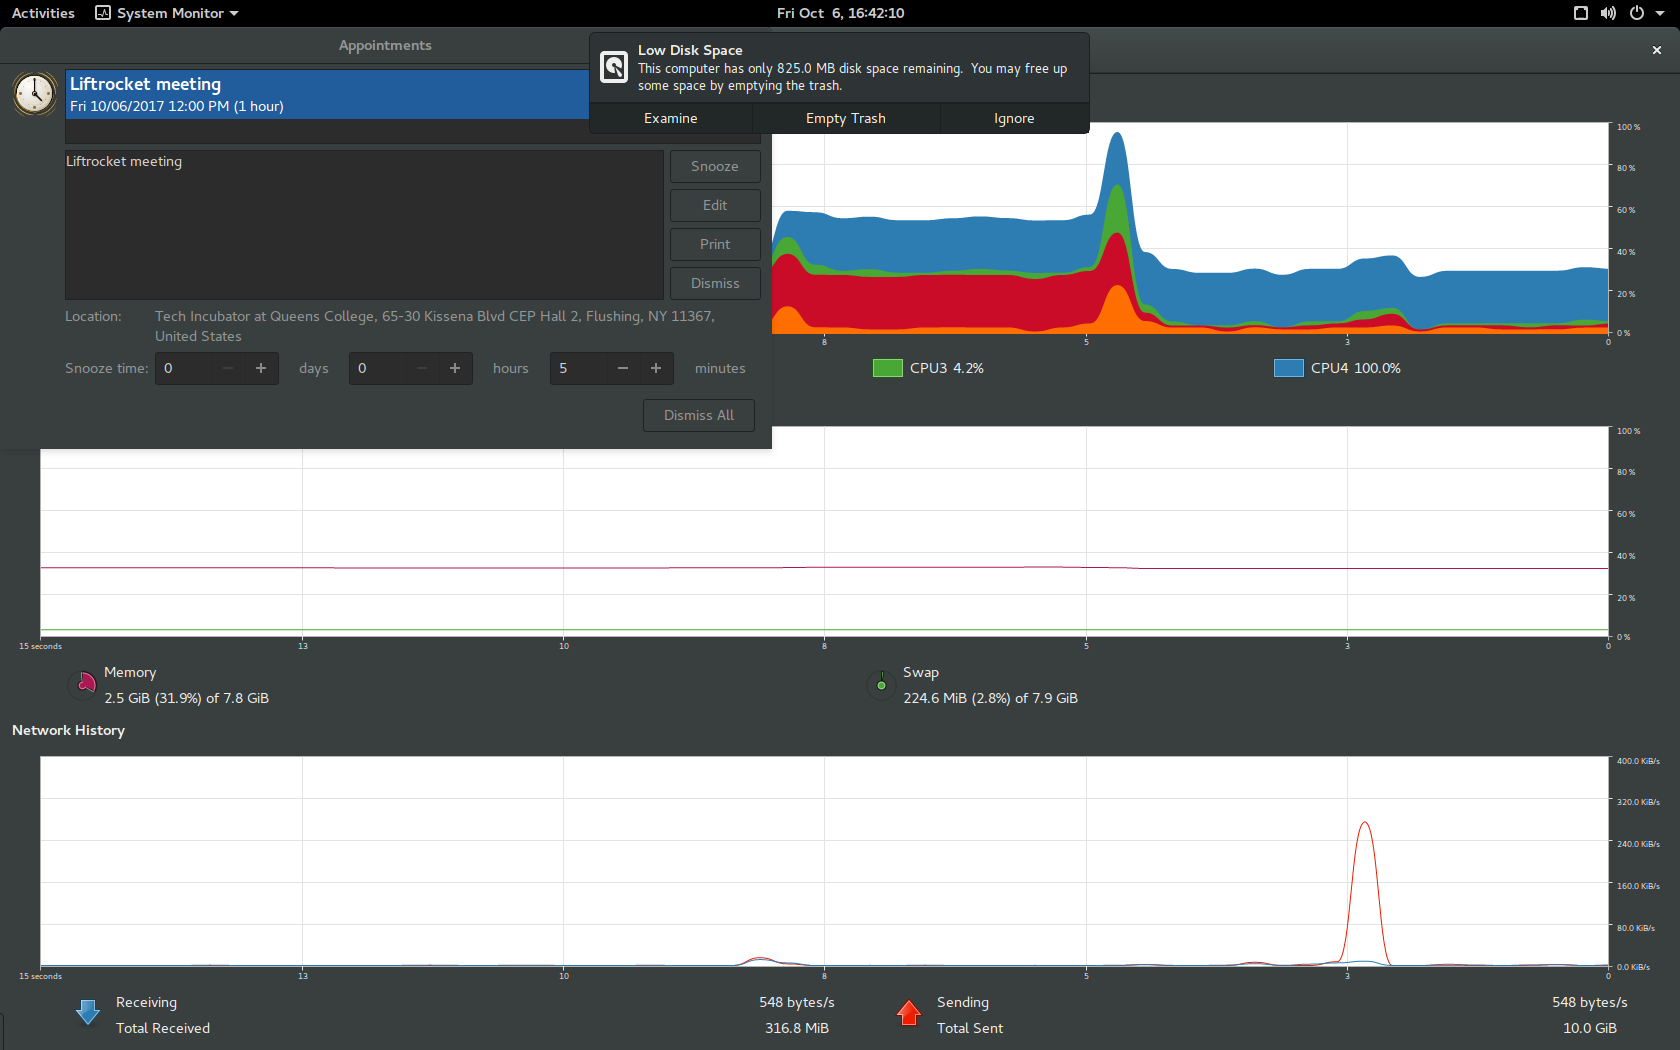 Activities System Monitor Fri Oct 6, 16:42:10
Appointments
Low Disk Space
This computer has only 825.0 MB disk space remaining. You may free up
some space by emptying the trash.
Examine Empty Trash Ignore
Liftrocket meeting
Fri 10/06/2017 12:00 PM (1 hour)
Liftrocket meeting
Snooze
Edit
Print
Dismiss
Location: Tech Incubator at Queens College, 65-30 Kissena Blvd CEP Hall 2, Flushing, NY 11367,
United States
Snooze time: 0 − + days 0 − + hours 5 − + minutes
Dismiss All
100 %
80 %
60 %
40 %
20 %
0 %
8 5 3 0
CPU3 4.2% CPU4 100.0%
100 %
80 %
60 %
40 %
20 %
0 %
15 seconds 13 10 8 5 3 0
Memory
2.5 GiB (31.9%) of 7.8 GiB
Swap
224.6 MiB (2.8%) of 7.9 GiB
Network History
400.0 KiB/s
320.0 KiB/s
240.0 KiB/s
160.0 KiB/s
80.0 KiB/s
0.0 KiB/s
15 seconds 13 10 8 5 3 0
Receiving 548 bytes/s
Total Received 316.8 MiB
Sending 548 bytes/s
Total Sent 10.0 GiB